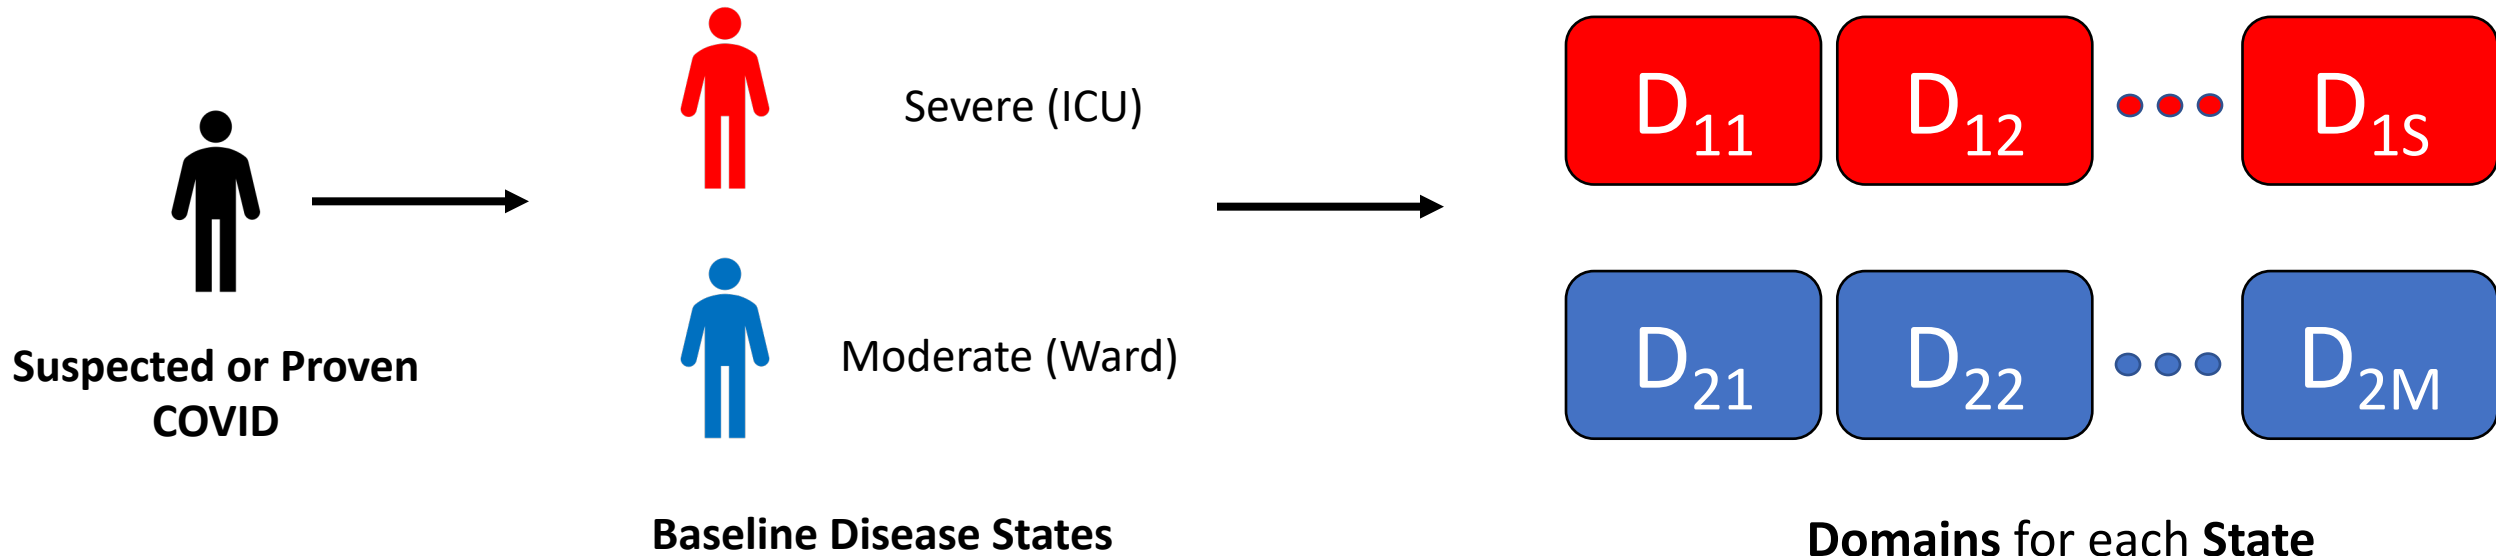 Suspected or Proven
COVID
Severe (ICU)
Moderate (Ward)
Baseline Disease States
D11 D12 D1S
D21 D22 D2M
Domains for each State